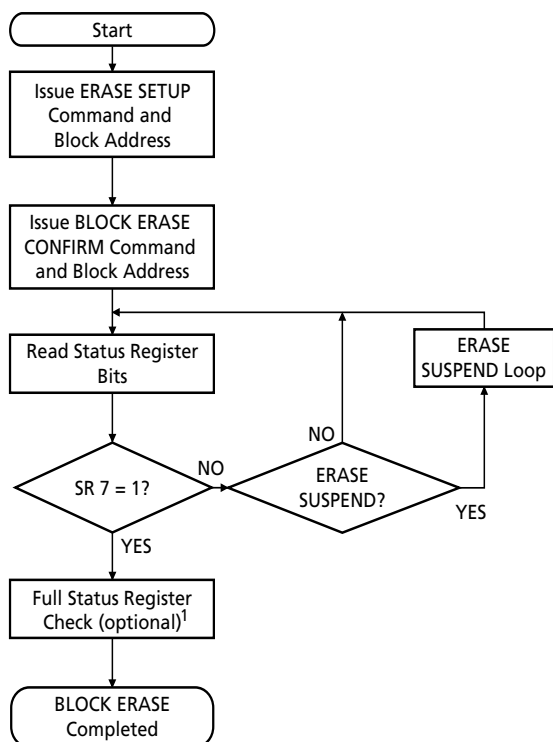 Start
Issue ERASE SETUP
Command and
Block Address
Issue BLOCK ERASE
CONFIRM Command
and Block Address
Read Status Register
Bits
ERASE
SUSPEND Loop
NO
SR 7 = 1?
NO
ERASE
SUSPEND?
YES
YES
Full Status Register
Check (optional)1
BLOCK ERASE
Completed